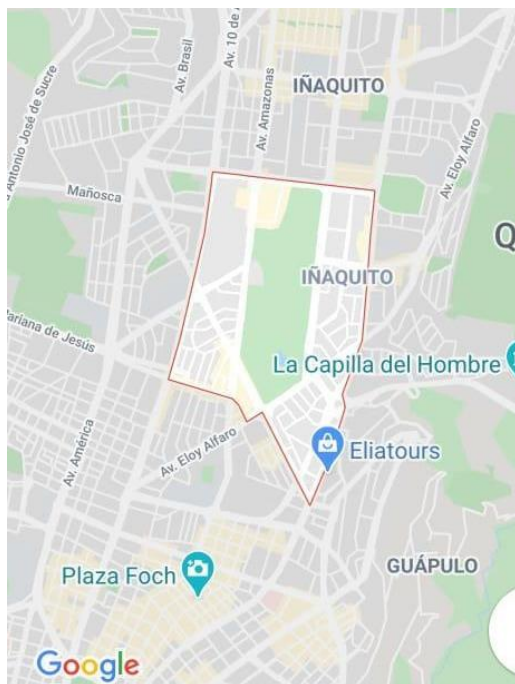 a Antonio José de Sucre
Av. Brasil
Av. 10 de A
Av. Amazonas
IÑAQUITO
Av. Eloy Alfaro
Mañosca
Q
IÑAQUITO
Mariana de Jesús
La Capilla del Hombre
Av. América
Av. Eloy Alfaro
Eliatours
Plaza Foch
GUÁPULO
Google